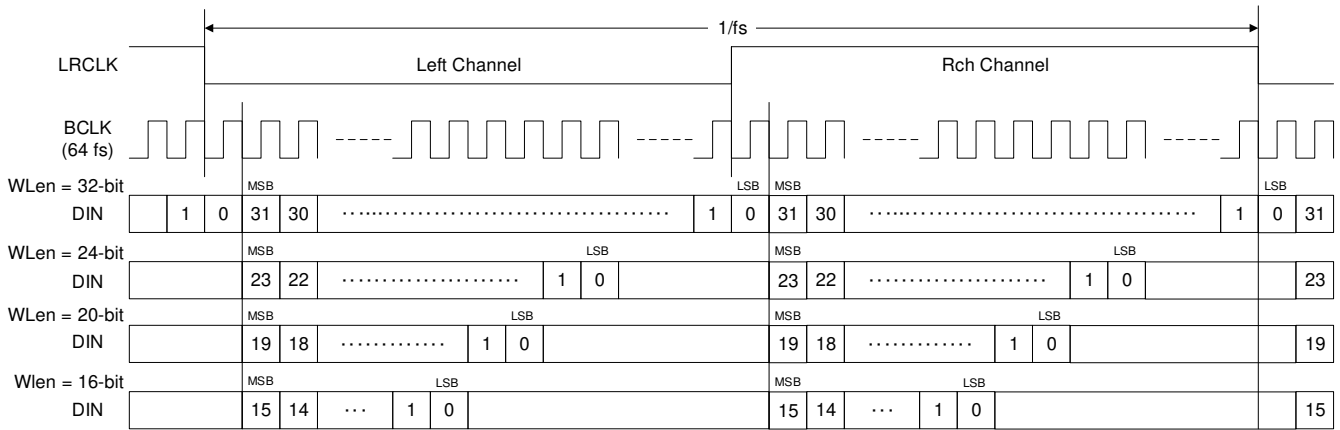 1/fs
LRCLK Left Channel Rch Channel
BCLK
(64 fs)
WLen = 32-bit MSB LSB MSB LSB
DIN 1 0 31 30 1 0 31 30 1 0 31
WLen = 24-bit MSB LSB MSB LSB
DIN 23 22 1 0 23 22 1 0 23
WLen = 20-bit MSB LSB MSB LSB
DIN 19 18 1 0 19 18 1 0 19
Wlen = 16-bit MSB LSB MSB LSB
DIN 15 14 ... 1 0 15 14 ... 1 0 15